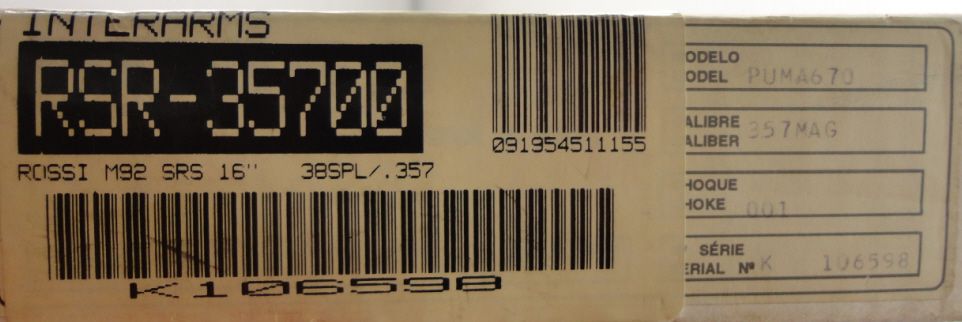 INTERARMS
RSR-35700
091954511155
ROSSI M92 SRS 16" 38SPL/.357
K106598
ODELO
ODEL PUMA670
ALIBRE
ALIBER 357MAG
HOQUE
HOKE 001
SÉRIE
ERIAL Nº K 106598